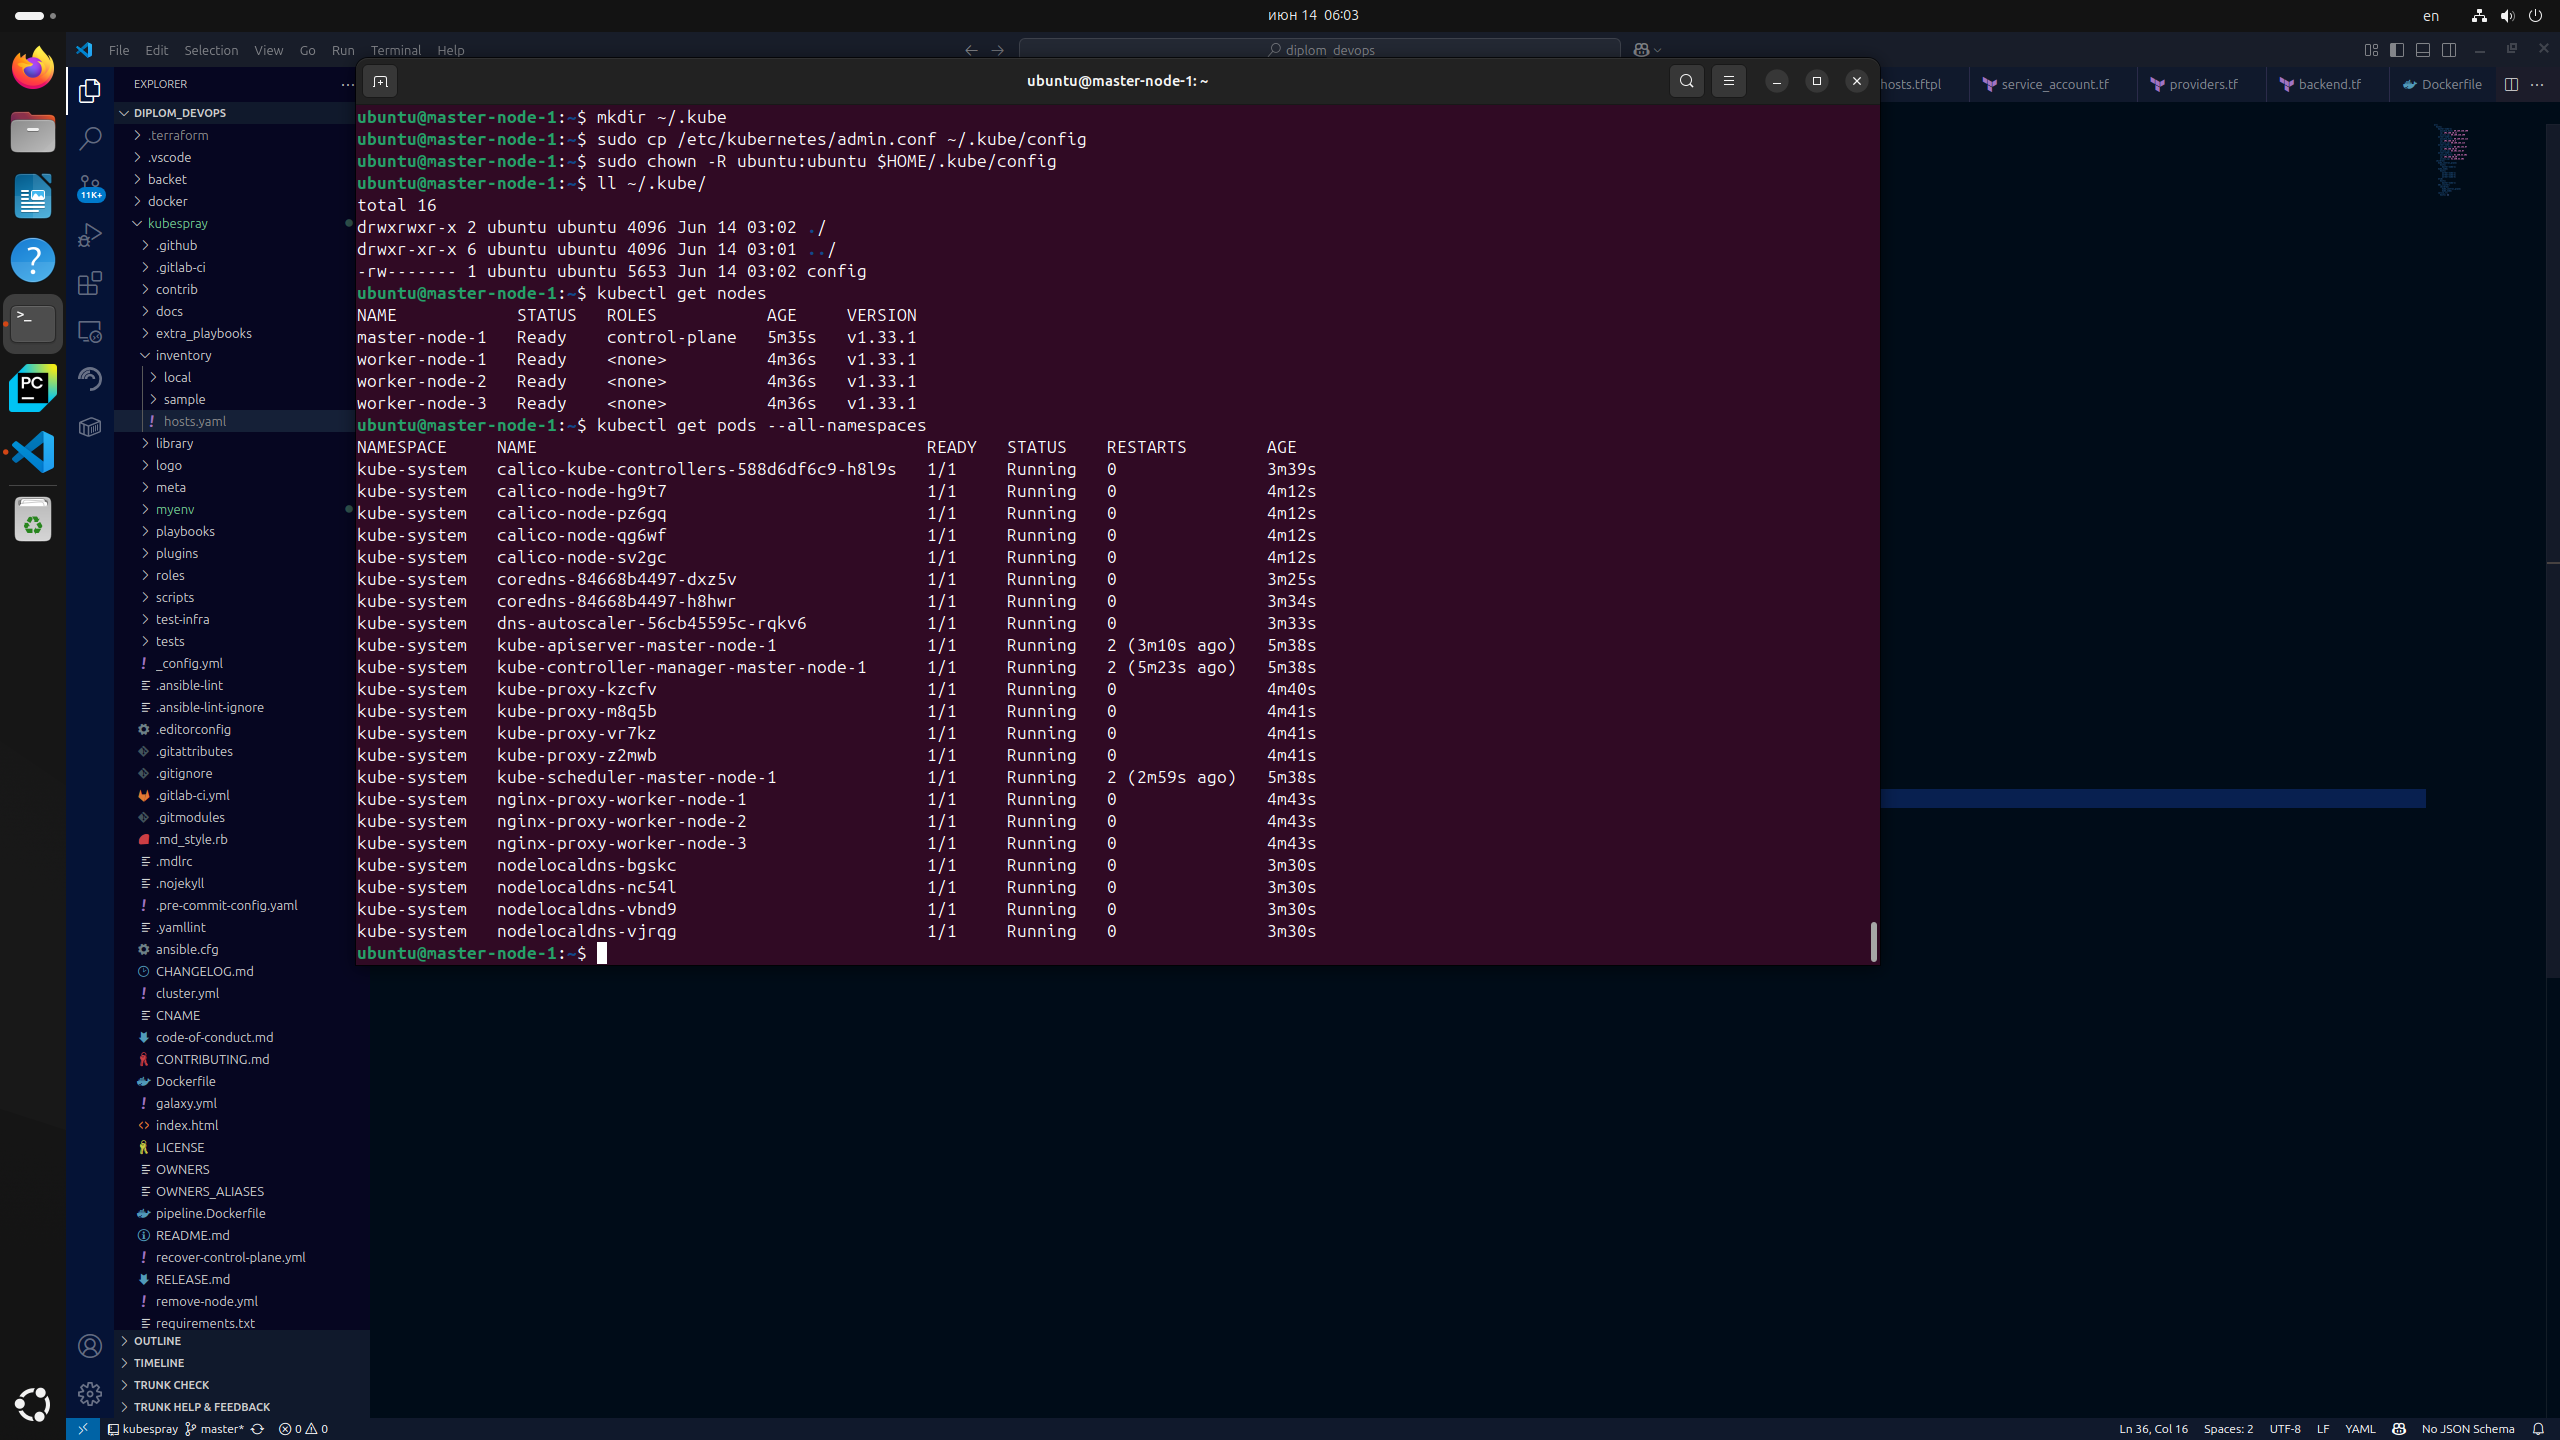 июн 14 06:03
en
File Edit Selection View Go Run Terminal Help
diplom_devops
EXPLORER
ubuntu@master-node-1: ~
hosts.tftpl service_account.tf providers.tf backend.tf Dockerfile
DIPLOM_DEVOPS
.terraform
.vscode
backet
docker
kubespray
.github
.gitlab-ci
contrib
docs
extra_playbooks
inventory
local
sample
hosts.yaml
library
logo
meta
myenv
playbooks
plugins
roles
scripts
test-infra
tests
_config.yml
.ansible-lint
.ansible-lint-ignore
.editorconfig
.gitattributes
.gitignore
.gitlab-ci.yml
.gitmodules
.md_style.rb
.mdlrc
.nojekyll
.pre-commit-config.yaml
.yamllint
ansible.cfg
CHANGELOG.md
cluster.yml
CNAME
code-of-conduct.md
CONTRIBUTING.md
Dockerfile
galaxy.yml
index.html
LICENSE
OWNERS
OWNERS_ALIASES
pipeline.Dockerfile
README.md
recover-control-plane.yml
RELEASE.md
remove-node.yml
requirements.txt
OUTLINE
TIMELINE
TRUNK CHECK
TRUNK HELP & FEEDBACK
11K+
PC
ubuntu@master-node-1:~$ mkdir ~/.kube
ubuntu@master-node-1:~$ sudo cp /etc/kubernetes/admin.conf ~/.kube/config
ubuntu@master-node-1:~$ sudo chown -R ubuntu:ubuntu $HOME/.kube/config
ubuntu@master-node-1:~$ ll ~/.kube/
total 16
drwxrwxr-x 2 ubuntu ubuntu 4096 Jun 14 03:02 ./
drwxr-xr-x 6 ubuntu ubuntu 4096 Jun 14 03:01 ../
-rw------- 1 ubuntu ubuntu 5653 Jun 14 03:02 config
ubuntu@master-node-1:~$ kubectl get nodes
NAME STATUS ROLES AGE VERSION
master-node-1 Ready control-plane 5m35s v1.33.1
worker-node-1 Ready <none> 4m36s v1.33.1
worker-node-2 Ready <none> 4m36s v1.33.1
worker-node-3 Ready <none> 4m36s v1.33.1
ubuntu@master-node-1:~$ kubectl get pods --all-namespaces
NAMESPACE NAME READY STATUS RESTARTS AGE
kube-system calico-kube-controllers-588d6df6c9-h8l9s 1/1 Running 0 3m39s
kube-system calico-node-hg9t7 1/1 Running 0 4m12s
kube-system calico-node-pz6gq 1/1 Running 0 4m12s
kube-system calico-node-qg6wf 1/1 Running 0 4m12s
kube-system calico-node-sv2gc 1/1 Running 0 4m12s
kube-system coredns-84668b4497-dxz5v 1/1 Running 0 3m25s
kube-system coredns-84668b4497-h8hwr 1/1 Running 0 3m34s
kube-system dns-autoscaler-56cb45595c-rqkv6 1/1 Running 0 3m33s
kube-system kube-apiserver-master-node-1 1/1 Running 2 (3m10s ago) 5m38s
kube-system kube-controller-manager-master-node-1 1/1 Running 2 (5m23s ago) 5m38s
kube-system kube-proxy-kzcfv 1/1 Running 0 4m40s
kube-system kube-proxy-m8q5b 1/1 Running 0 4m41s
kube-system kube-proxy-vr7kz 1/1 Running 0 4m41s
kube-system kube-proxy-z2mwb 1/1 Running 0 4m41s
kube-system kube-scheduler-master-node-1 1/1 Running 2 (2m59s ago) 5m38s
kube-system nginx-proxy-worker-node-1 1/1 Running 0 4m43s
kube-system nginx-proxy-worker-node-2 1/1 Running 0 4m43s
kube-system nginx-proxy-worker-node-3 1/1 Running 0 4m43s
kube-system nodelocaldns-bgskc 1/1 Running 0 3m30s
kube-system nodelocaldns-nc54l 1/1 Running 0 3m30s
kube-system nodelocaldns-vbnd9 1/1 Running 0 3m30s
kube-system nodelocaldns-vjrqg 1/1 Running 0 3m30s
ubuntu@master-node-1:~$
kubespray master* 0 0
Ln 36, Col 16 Spaces: 2 UTF-8 LF YAML No JSON Schema